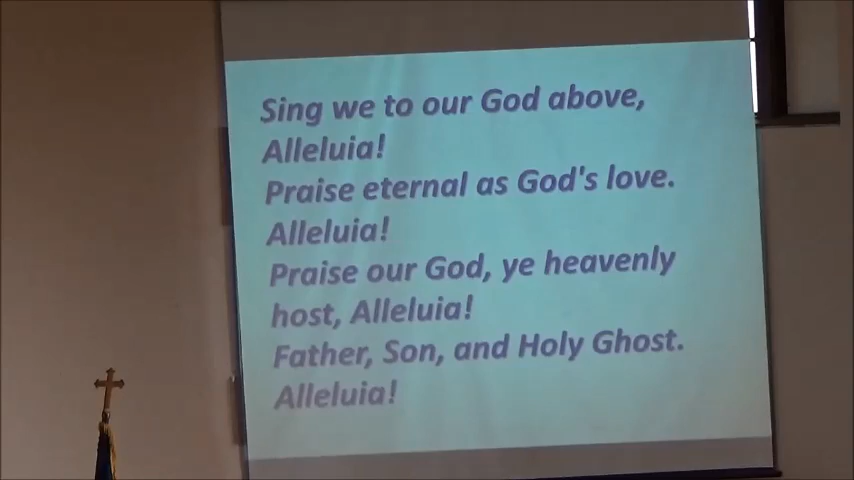 Sing we to our God above,
Alleluia!
Praise eternal as God's love.
Alleluia!
Praise our God, ye heavenly
host, Alleluia!
Father, Son, and Holy Ghost.
Alleluia!